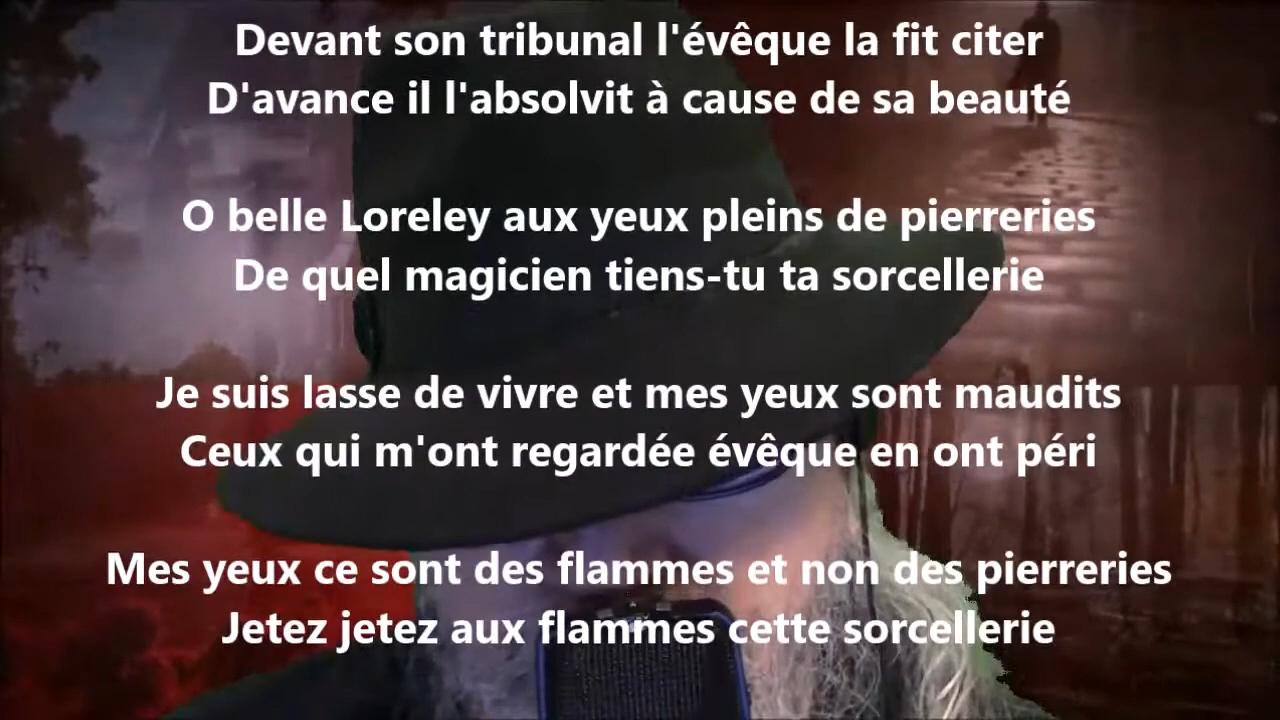 Devant son tribunal l'évêque la fit citer
D'avance il l'absolvit à cause de sa beauté
O belle Loreley aux yeux pleins de pierreries
De quel magicien tiens-tu ta sorcellerie
Je suis lasse de vivre et mes yeux sont maudits
Ceux qui m'ont regardée évêque en ont péri
Mes yeux ce sont des flammes et non des pierreries
Jetez jetez aux flammes cette sorcellerie